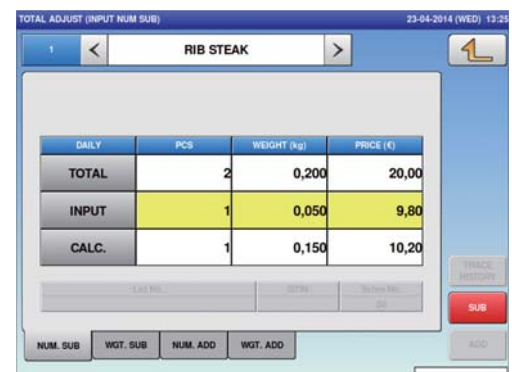 TOTAL ADJUST (INPUT NUM SUB) 23-04-2014 (WED) 13:25
1 < RIB STEAK >
DAILY PCS WEIGHT (kg) PRICE (€)
TOTAL 2 0,200 20,00
INPUT 1 0,050 9,80
CALC. 1 0,150 10,20
TRACE HISTORY
Lot No.
SUB
NUM. SUB WGT. SUB NUM. ADD WGT. ADD ADD